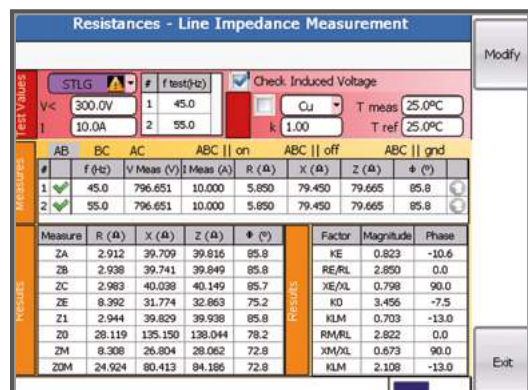 Resistances - Line Impedance Measurement
Modify
Test Values
STLG # f test(Hz) Check Induced Voltage
V< 300.0V 1 45.0 Cu T meas 25.0ºC
I 10.0A 2 55.0 k 1.00 T ref 25.0ºC
Measures
AB BC AC ABC || on ABC || off ABC || gnd
# f (Hz) V Meas (V) I Meas (A) R (Ω) X (Ω) Z (Ω) Φ (º)
1 45.0 796.651 10.000 5.850 79.450 79.665 85.8
2 55.0 796.651 10.000 5.850 79.450 79.665 85.8
Results
Measure R (Ω) X (Ω) Z (Ω) Φ (º)
ZA 2.912 39.709 39.816 85.8
ZB 2.938 39.741 39.849 85.8
ZC 2.983 40.038 40.149 85.7
ZE 8.392 31.774 32.863 75.2
Z1 2.944 39.829 39.938 85.8
Z0 28.119 135.150 138.044 78.2
ZM 8.308 26.804 28.062 72.8
Z0M 24.924 80.413 84.186 72.8
Results
Factor Magnitude Phase
KE 0.823 -10.6
RE/RL 2.850 0.0
XE/XL 0.798 90.0
K0 3.456 -7.5
KLM 0.703 -13.0
RM/RL 2.822 0.0
XM/XL 0.673 90.0
KLM 2.108 -13.0
Exit